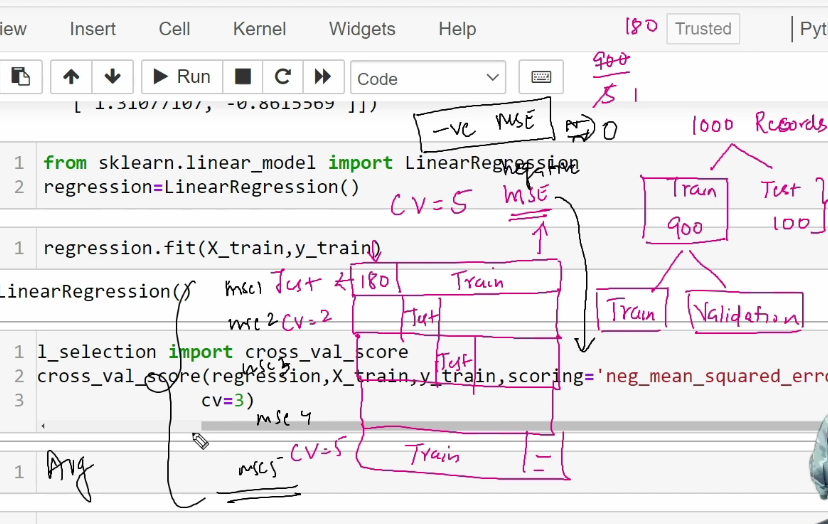 iew Insert Cell Kernel Widgets Help
180
Trusted
Pyt
Run
Code
900
5 1
[ 1.31077107, -0.8615569 ]])
-ve MSE
0
1000 Records
1 from sklearn.linear_model import LinearRegression
2 regression=LinearRegression()
negative
CV=5 MSE
Train Test
900 100
1 regression.fit(X_train,y_train)
LinearRegression()
mse1 Test 180 Train
mse2 CV=2 Test
Train Validation
1 l_selection import cross_val_score
mse3 Test
2 cross_val_score(regression,X_train,y_train,scoring='neg_mean_squared_erro
3 cv=3)
mse4
CV=5 Train
mse5
1
Avg